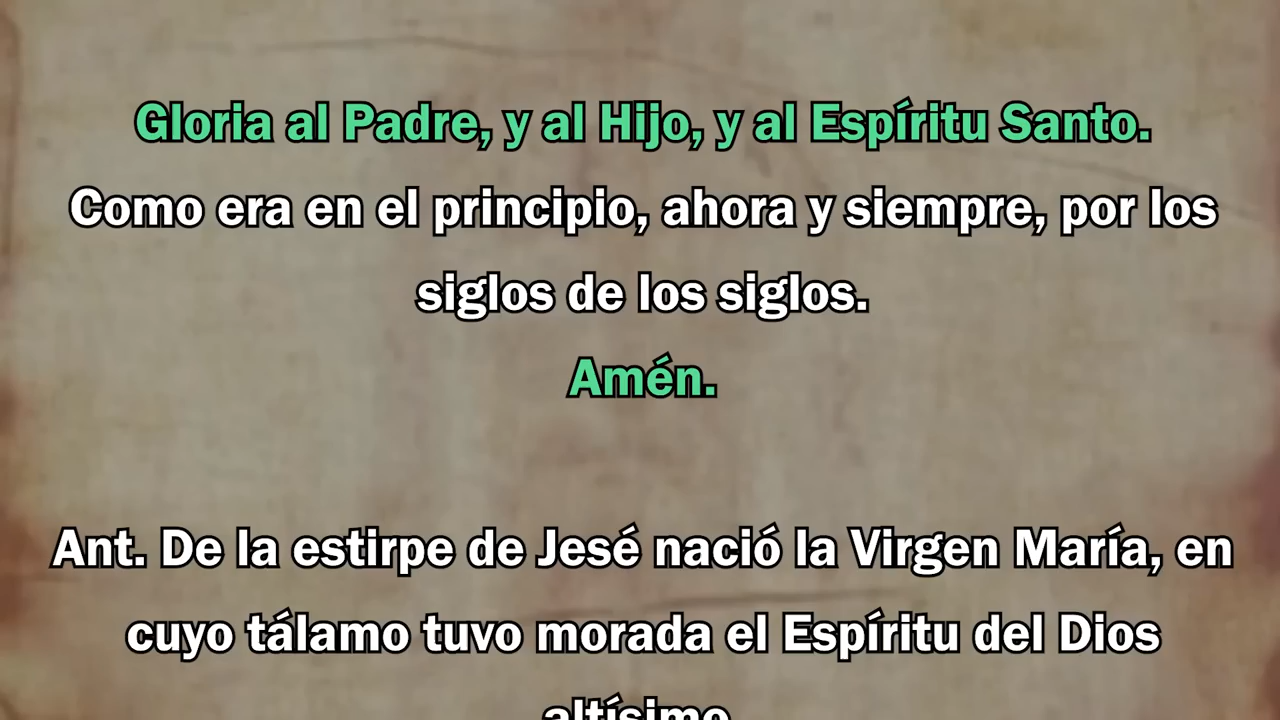 Gloria al Padre, y al Hijo, y al Espíritu Santo.
Como era en el principio, ahora y siempre, por los
siglos de los siglos.
Amén.
Ant. De la estirpe de Jesé nació la Virgen María, en
cuyo tálamo tuvo morada el Espíritu del Dios
altísimo